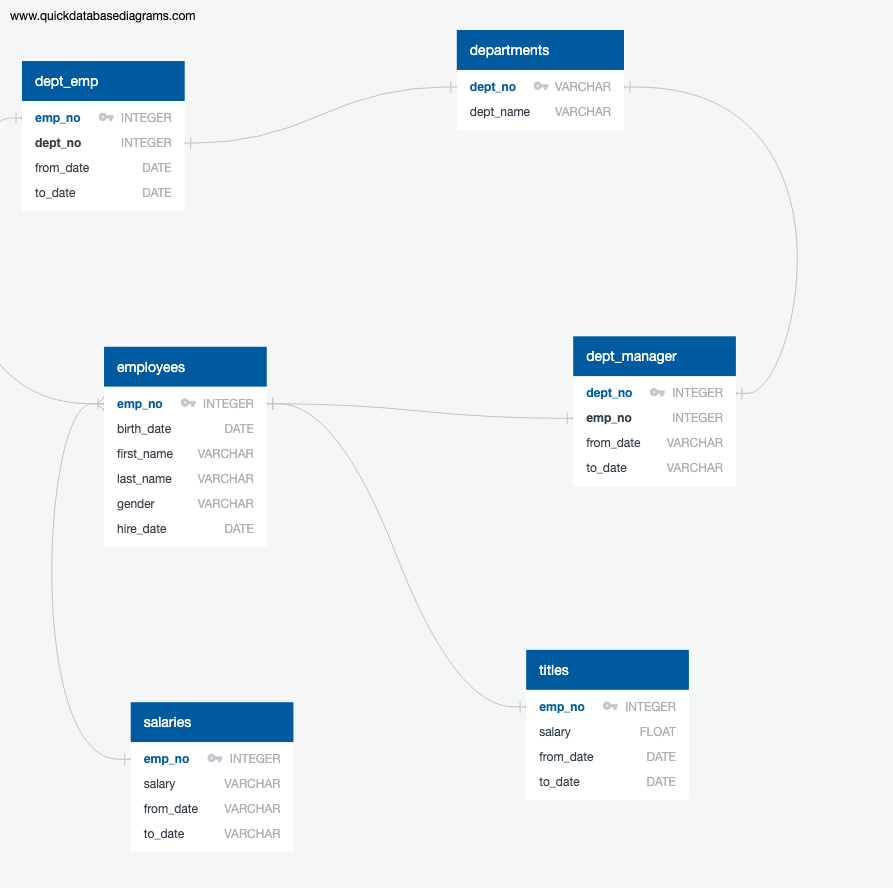 www.quickdatabasediagrams.com
dept_emp
emp_no INTEGER
dept_no INTEGER
from_date DATE
to_date DATE
departments
dept_no VARCHAR
dept_name VARCHAR
employees
emp_no INTEGER
birth_date DATE
first_name VARCHAR
last_name VARCHAR
gender VARCHAR
hire_date DATE
dept_manager
dept_no INTEGER
emp_no INTEGER
from_date VARCHAR
to_date VARCHAR
salaries
emp_no INTEGER
salary VARCHAR
from_date VARCHAR
to_date VARCHAR
titles
emp_no INTEGER
salary FLOAT
from_date DATE
to_date DATE